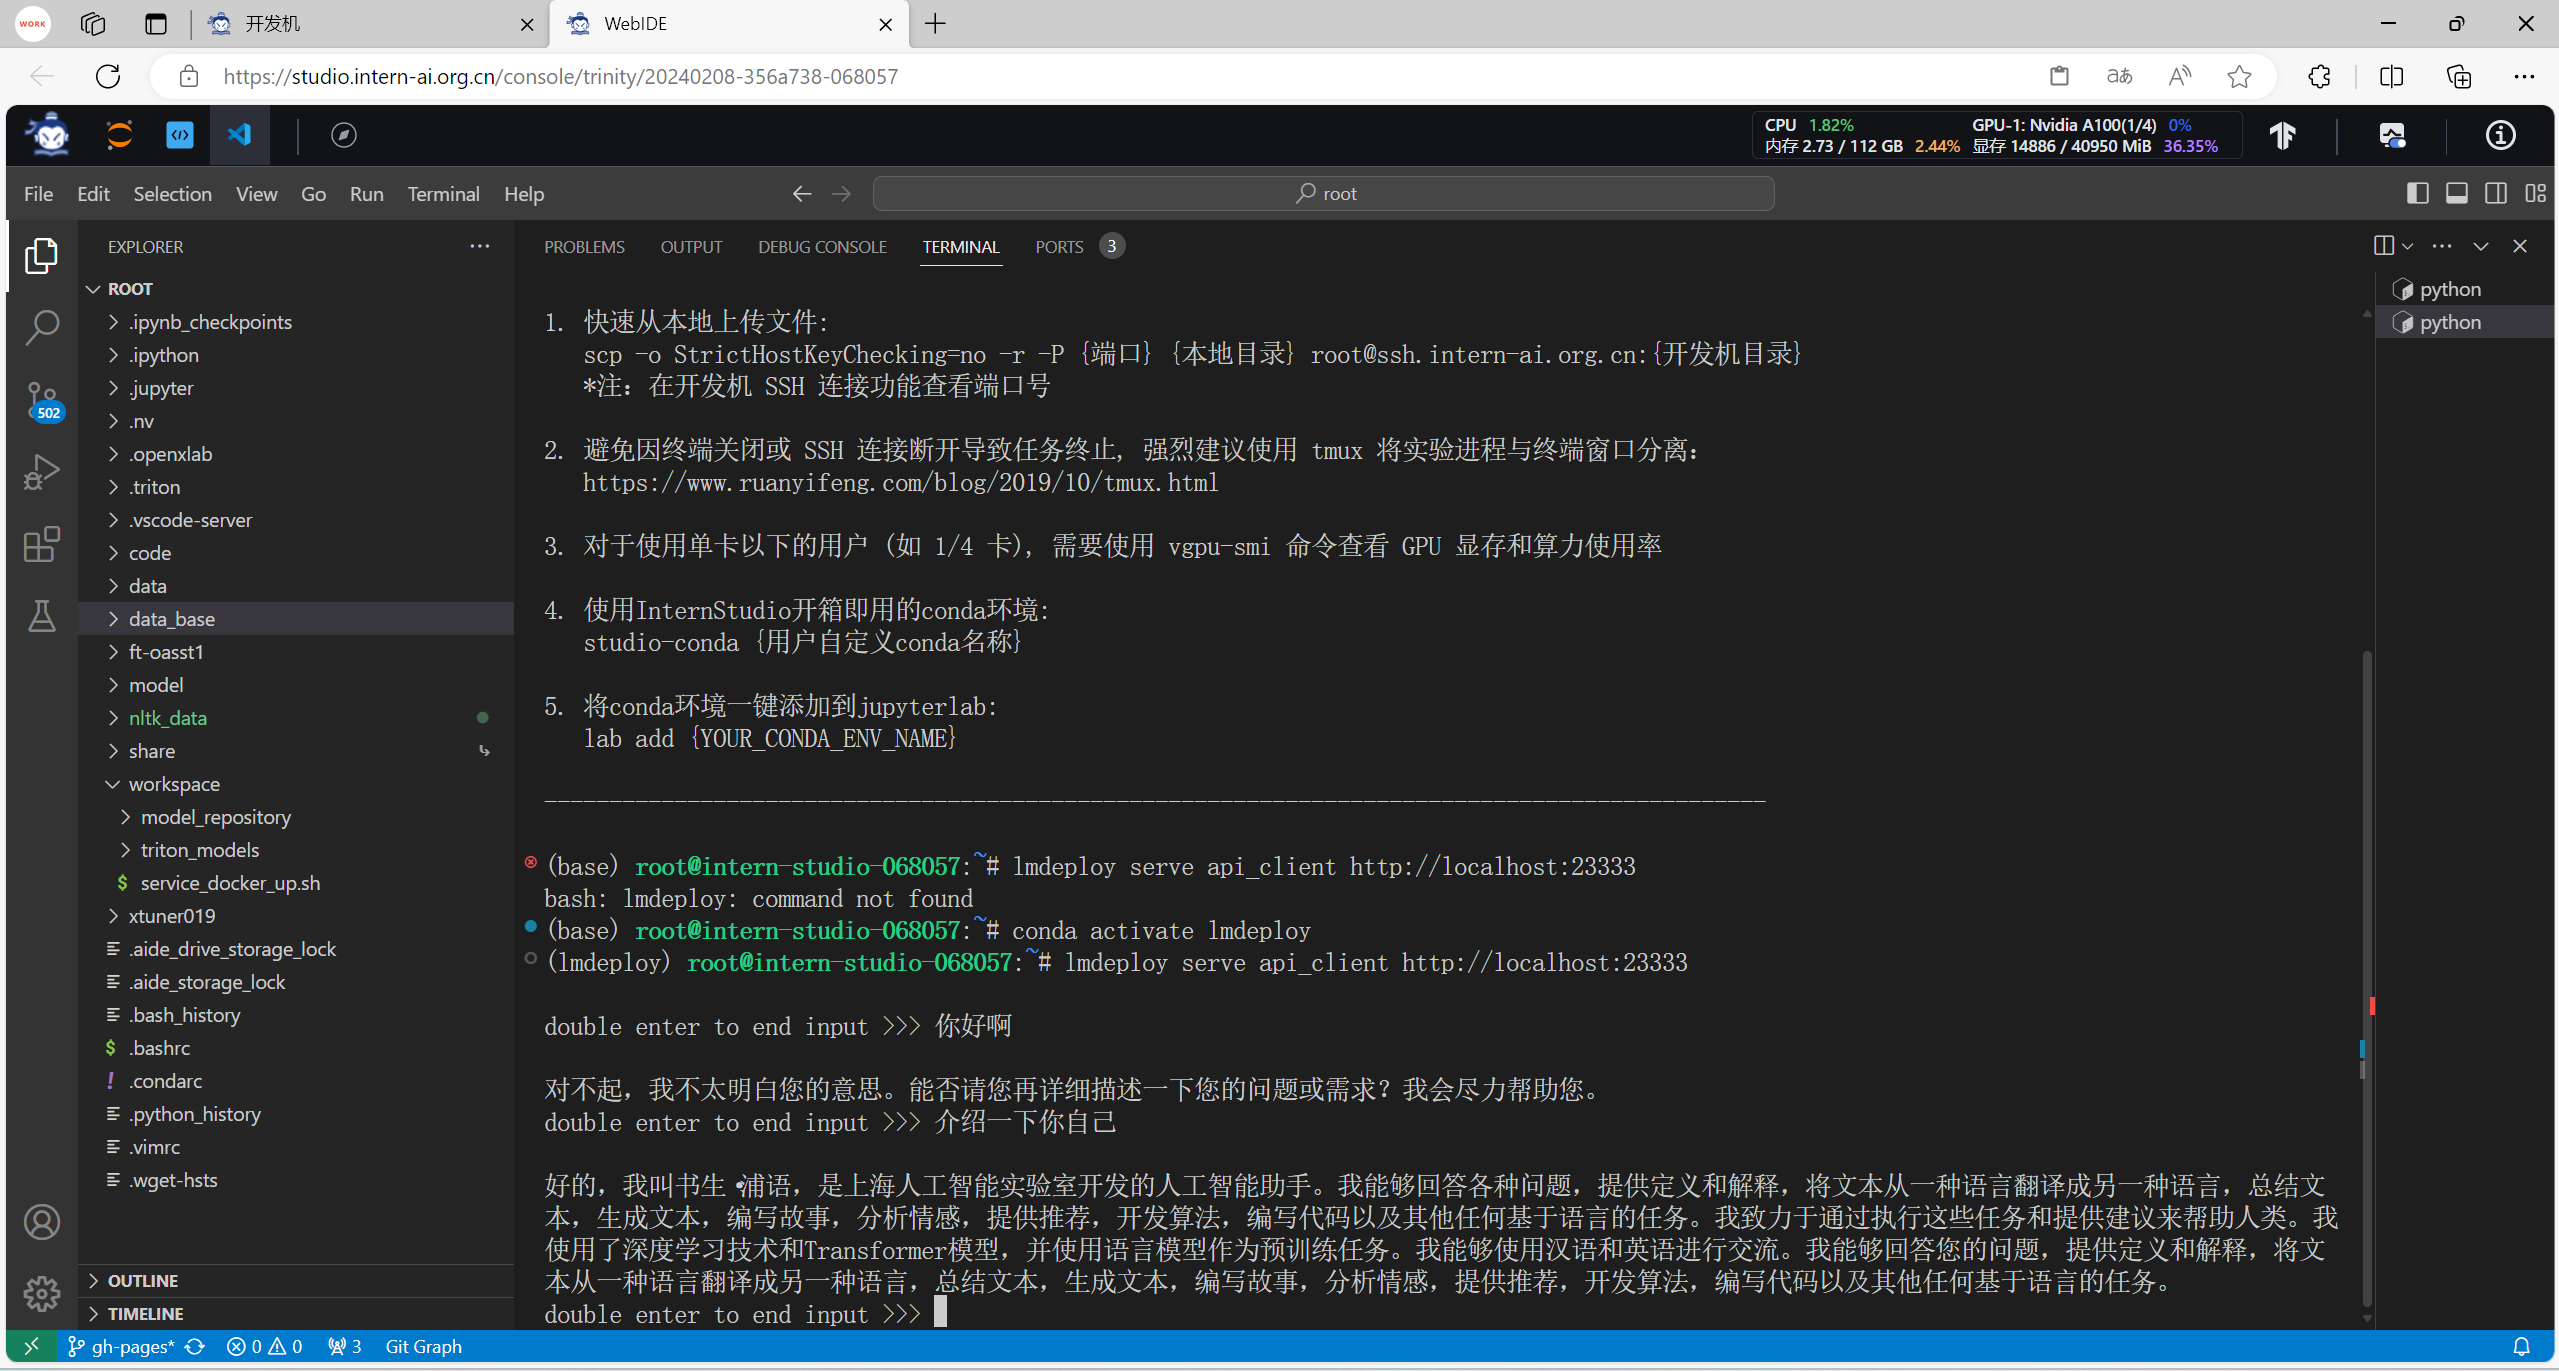 WORK
开发机
WebIDE
https://studio.intern-ai.org.cn/console/trinity/20240208-356a738-068057
CPU 1.82% GPU-1: Nvidia A100(1/4) 0%
内存 2.73 / 112 GB 2.44% 显存 14886 / 40950 MiB 36.35%
File Edit Selection View Go Run Terminal Help
root
EXPLORER
ROOT
.ipynb_checkpoints
.ipython
.jupyter
.nv
.openxlab
.triton
.vscode-server
code
data
data_base
ft-oasst1
model
nltk_data
share
workspace
model_repository
triton_models
service_docker_up.sh
xtuner019
.aide_drive_storage_lock
.aide_storage_lock
.bash_history
.bashrc
.condarc
.python_history
.vimrc
.wget-hsts
OUTLINE
TIMELINE
502
PROBLEMS OUTPUT DEBUG CONSOLE TERMINAL PORTS 3
python
python
1. 快速从本地上传文件:
scp -o StrictHostKeyChecking=no -r -P {端口} {本地目录} root@ssh.intern-ai.org.cn:{开发机目录}
*注: 在开发机 SSH 连接功能查看端口号
2. 避免因终端关闭或 SSH 连接断开导致任务终止, 强烈建议使用 tmux 将实验进程与终端窗口分离:
https://www.ruanyifeng.com/blog/2019/10/tmux.html
3. 对于使用单卡以下的用户 (如 1/4 卡), 需要使用 vgpu-smi 命令查看 GPU 显存和算力使用率
4. 使用InternStudio开箱即用的conda环境:
studio-conda {用户自定义conda名称}
5. 将conda环境一键添加到jupyterlab:
lab add {YOUR_CONDA_ENV_NAME}
----------------------------------------------------------------------------------------------
(base) root@intern-studio-068057:~# lmdeploy serve api_client http://localhost:23333
bash: lmdeploy: command not found
(base) root@intern-studio-068057:~# conda activate lmdeploy
(lmdeploy) root@intern-studio-068057:~# lmdeploy serve api_client http://localhost:23333
double enter to end input >>> 你好啊
对不起，我不太明白您的意思。能否请您再详细描述一下您的问题或需求？我会尽力帮助您。
double enter to end input >>> 介绍一下你自己
好的，我叫书生·浦语，是上海人工智能实验室开发的人工智能助手。我能够回答各种问题，提供定义和解释，将文本从一种语言翻译成另一种语言，总结文
本，生成文本，编写故事，分析情感，提供推荐，开发算法，编写代码以及其他任何基于语言的任务。我致力于通过执行这些任务和提供建议来帮助人类。我
使用了深度学习技术和Transformer模型，并使用语言模型作为预训练任务。我能够使用汉语和英语进行交流。我能够回答您的问题，提供定义和解释，将文
本从一种语言翻译成另一种语言，总结文本，生成文本，编写故事，分析情感，提供推荐，开发算法，编写代码以及其他任何基于语言的任务。
double enter to end input >>>
gh-pages* 0 0 3 Git Graph